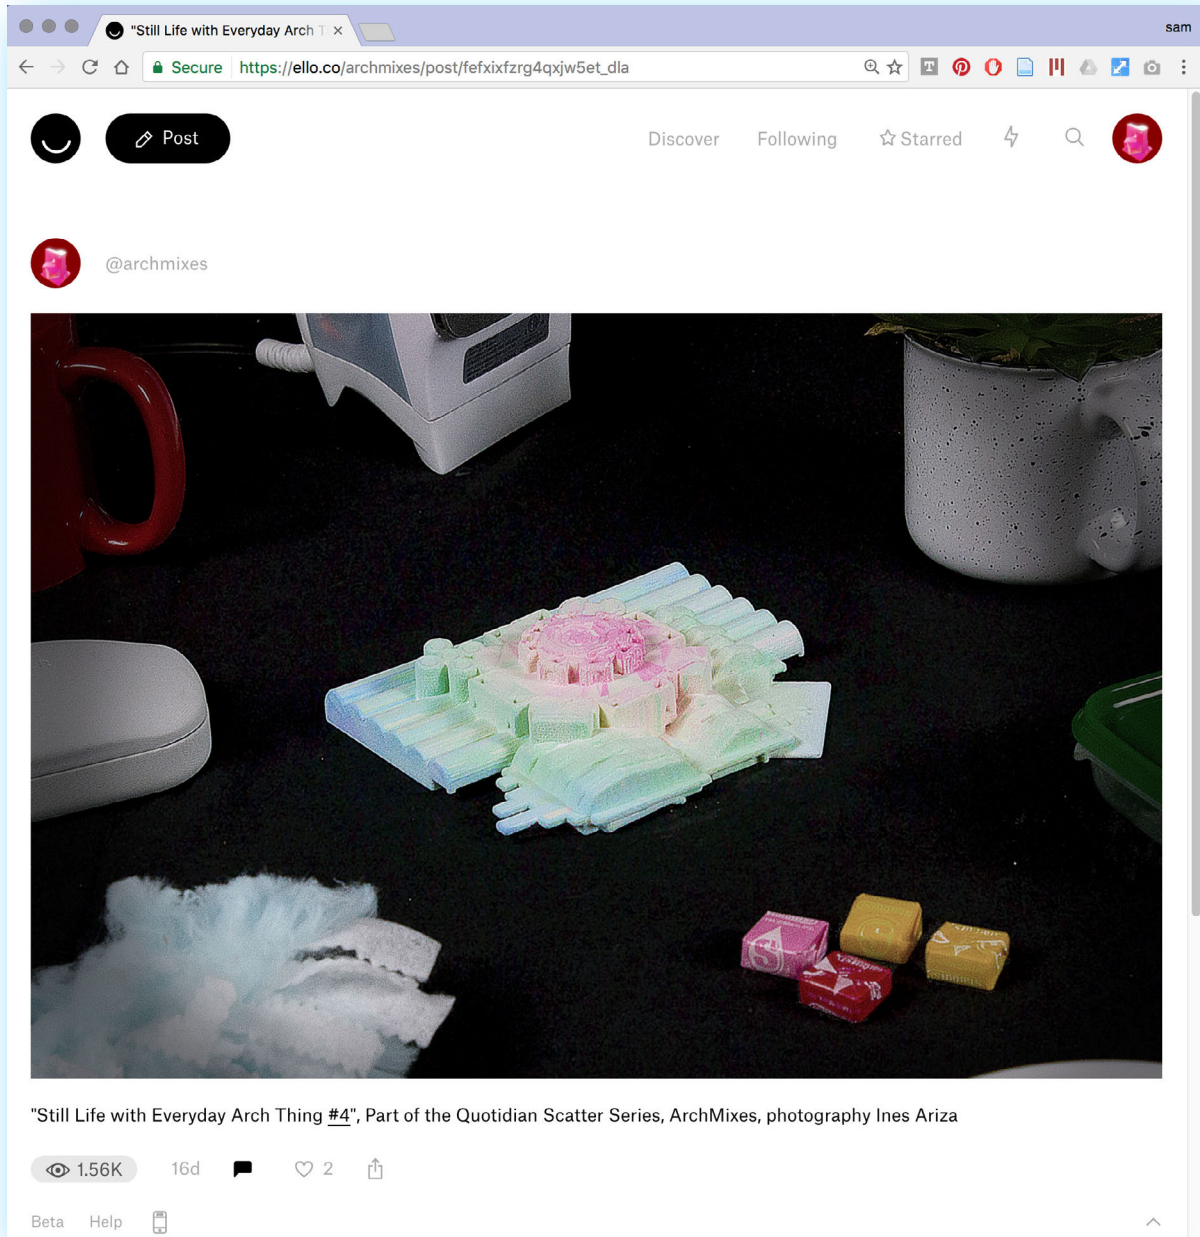 "Still Life with Everyday Arch T
sam
Secure https://ello.co/archmixes/post/fefxixfzrg4qxjw5et_dla
Post
Discover Following Starred
@archmixes
"Still Life with Everyday Arch Thing #4", Part of the Quotidian Scatter Series, ArchMixes, photography Ines Ariza
1.56K 16d 2
Beta Help